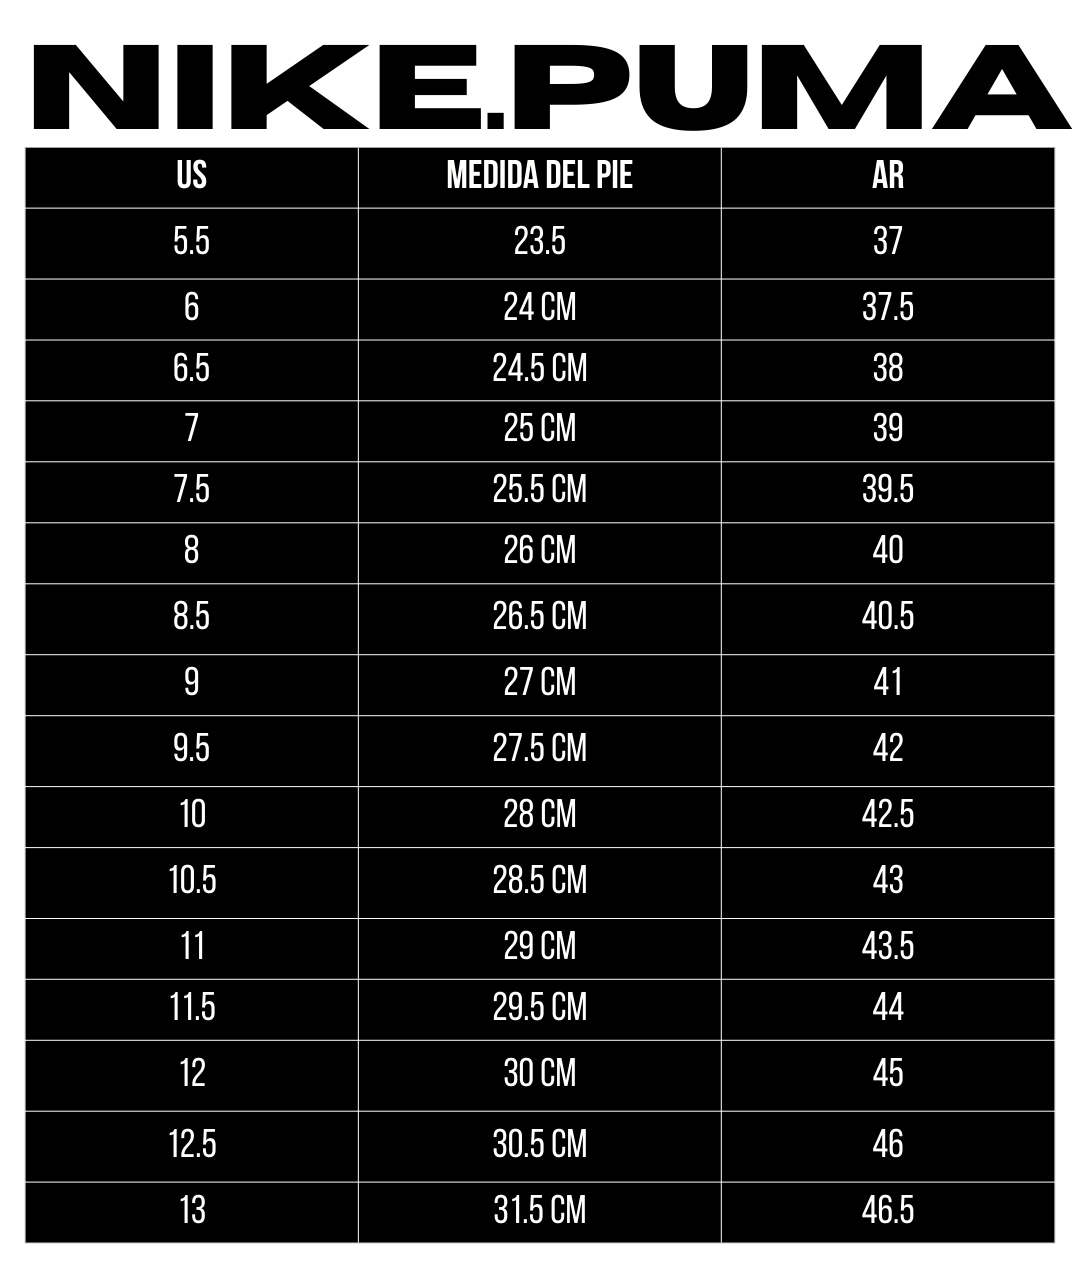 NIKE.PUMA
US MEDIDA DEL PIE AR
5.5 23.5 37
6 24 CM 37.5
6.5 24.5 CM 38
7 25 CM 39
7.5 25.5 CM 39.5
8 26 CM 40
8.5 26.5 CM 40.5
9 27 CM 41
9.5 27.5 CM 42
10 28 CM 42.5
10.5 28.5 CM 43
11 29 CM 43.5
11.5 29.5 CM 44
12 30 CM 45
12.5 30.5 CM 46
13 31.5 CM 46.5